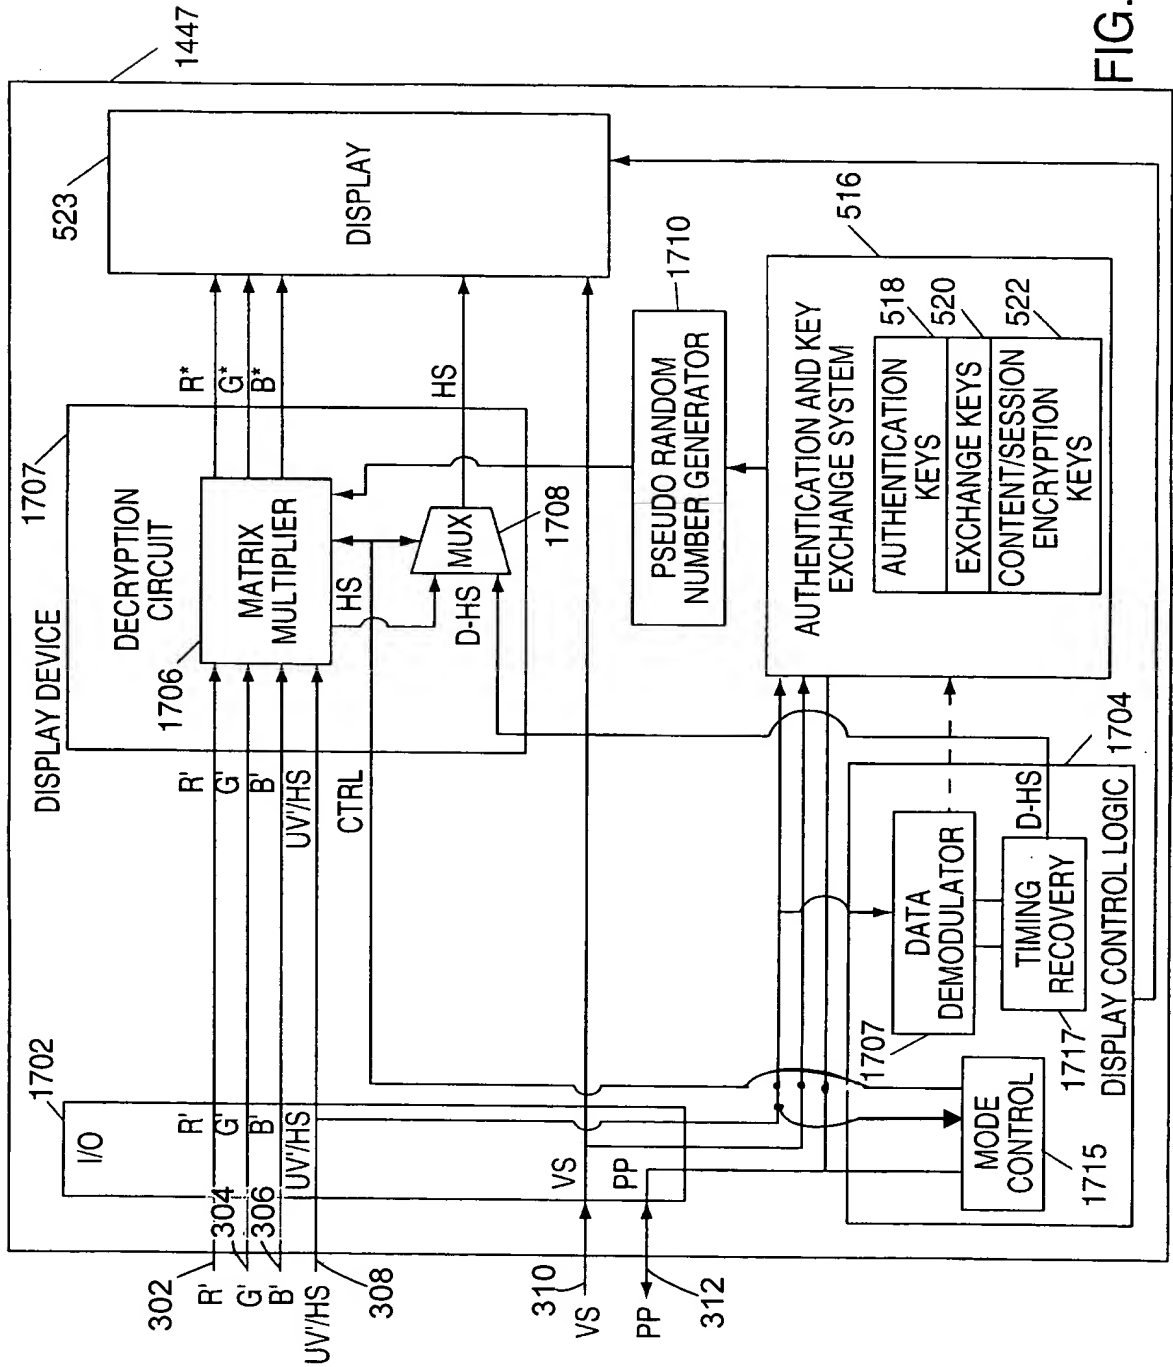 FIG.
1447
523
DISPLAY
DISPLAY DEVICE
1707
DECRYPTION
CIRCUIT
1706
MATRIX
MULTIPLIER
R*
G*
B*
HS
HS
D-HS
MUX
1708
1710
PSEUDO RANDOM
NUMBER GENERATOR
516
AUTHENTICATION AND KEY
EXCHANGE SYSTEM
AUTHENTICATION
KEYS
518
EXCHANGE KEYS
520
CONTENT/SESSION
ENCRYPTION
KEYS
522
R'
G'
B'
UV'/HS
CTRL
1704
D-HS
DATA
DEMODULATOR
1707
TIMING
RECOVERY
1717
DISPLAY CONTROL LOGIC
MODE
CONTROL
1715
1702
I/O
R'
G'
B'
UV'/HS
VS
PP
302
304
306
308
R'
G'
B'
UV'/HS
310
VS
312
PP